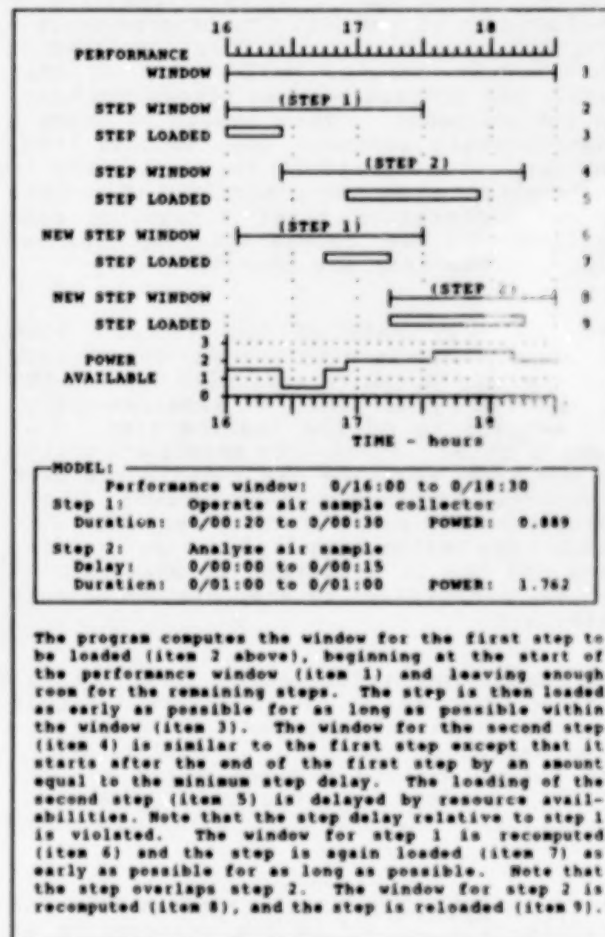 16 17 18
PERFORMANCE
WINDOW 1
(STEP 1)
STEP WINDOW 2
STEP LOADED 3
(STEP 2)
STEP WINDOW 4
STEP LOADED 5
(STEP 1)
NEW STEP WINDOW 6
STEP LOADED 7
(STEP 2)
NEW STEP WINDOW 8
STEP LOADED 9
3
POWER 2
AVAILABLE 1
0
16 17 18
TIME - hours
MODEL:
Performance window: 0/16:00 to 0/18:30
Step 1: Operate air sample collector
Duration: 0/00:20 to 0/00:30 POWER: 0.889
Step 2: Analyze air sample
Delay: 0/00:00 to 0/00:15
Duration: 0/01:00 to 0/01:00 POWER: 1.762
The program computes the window for the first step to
be loaded (item 2 above), beginning at the start of
the performance window (item 1) and leaving enough
room for the remaining steps. The step is then loaded
as early as possible for as long as possible within
the window (item 3). The window for the second step
(item 4) is similar to the first step except that it
starts after the end of the first step by an amount
equal to the minimum step delay. The loading of the
second step (item 5) is delayed by resource avail-
abilities. Note that the step delay relative to step 1
is violated. The window for step 1 is recomputed
(item 6) and the step is again loaded (item 7) as
early as possible for as long as possible. Note that
the step overlaps step 2. The window for step 2 is
recomputed (item 8), and the step is reloaded (item 9).